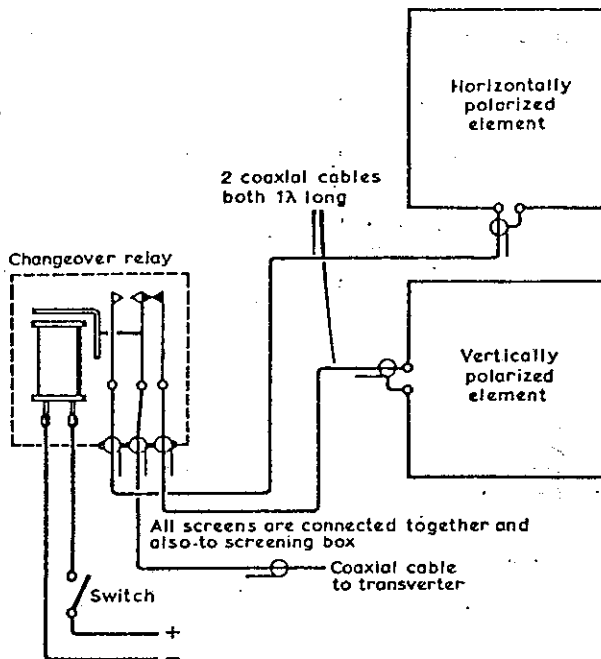 Horizontally
polarized
element
2 coaxial cables
both 1λ long
Changeover relay
Vertically
polarized
element
All screens are connected together and
also to screening box
Coaxial cable
to transverter
Switch
+
−